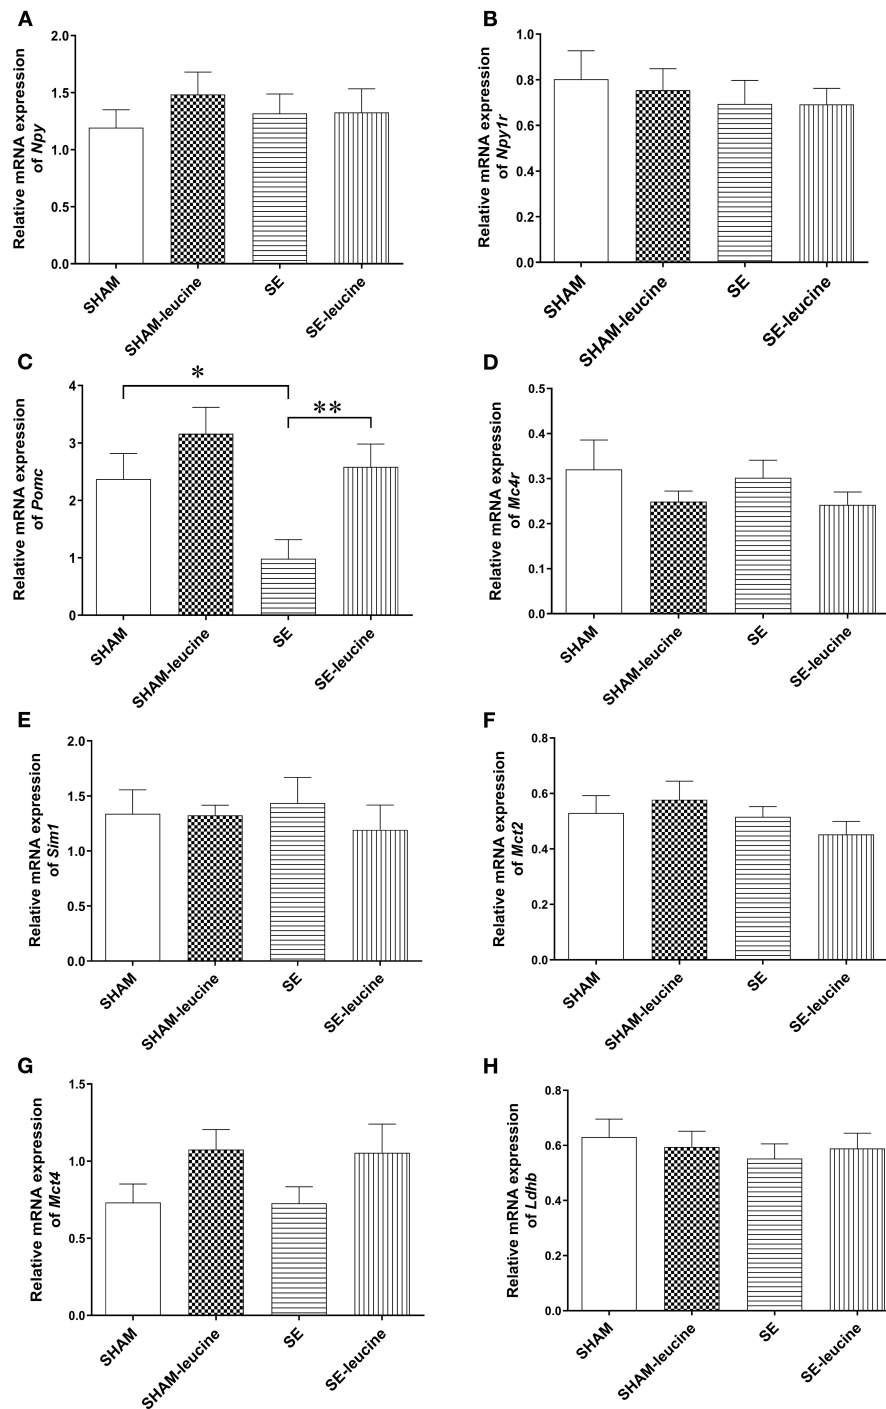 A
Relative mRNA expression
of Npy
2.0
1.5
1.0
0.5
0.0
SHAM
SHAM-leucine
SE
SE-leucine
B
Relative mRNA expression
of Npy1r
1.0
0.8
0.6
0.4
0.2
0.0
SHAM
SHAM-leucine
SE
SE-leucine
C
Relative mRNA expression
of Pomc
4
3
2
1
0
*
**
SHAM
SHAM-leucine
SE
SE-leucine
D
Relative mRNA expression
of Mc4r
0.5
0.4
0.3
0.2
0.1
0.0
SHAM
SHAM-leucine
SE
SE-leucine
E
Relative mRNA expression
of Sim1
2.0
1.5
1.0
0.5
0.0
SHAM
SHAM-leucine
SE
SE-leucine
F
Relative mRNA expression
of Mct2
0.8
0.6
0.4
0.2
0.0
SHAM
SHAM-leucine
SE
SE-leucine
G
Relative mRNA expression
of Mct4
1.5
1.0
0.5
0.0
SHAM
SHAM-leucine
SE
SE-leucine
H
Relative mRNA expression
of Ldhb
0.8
0.6
0.4
0.2
0.0
SHAM
SHAM-leucine
SE
SE-leucine